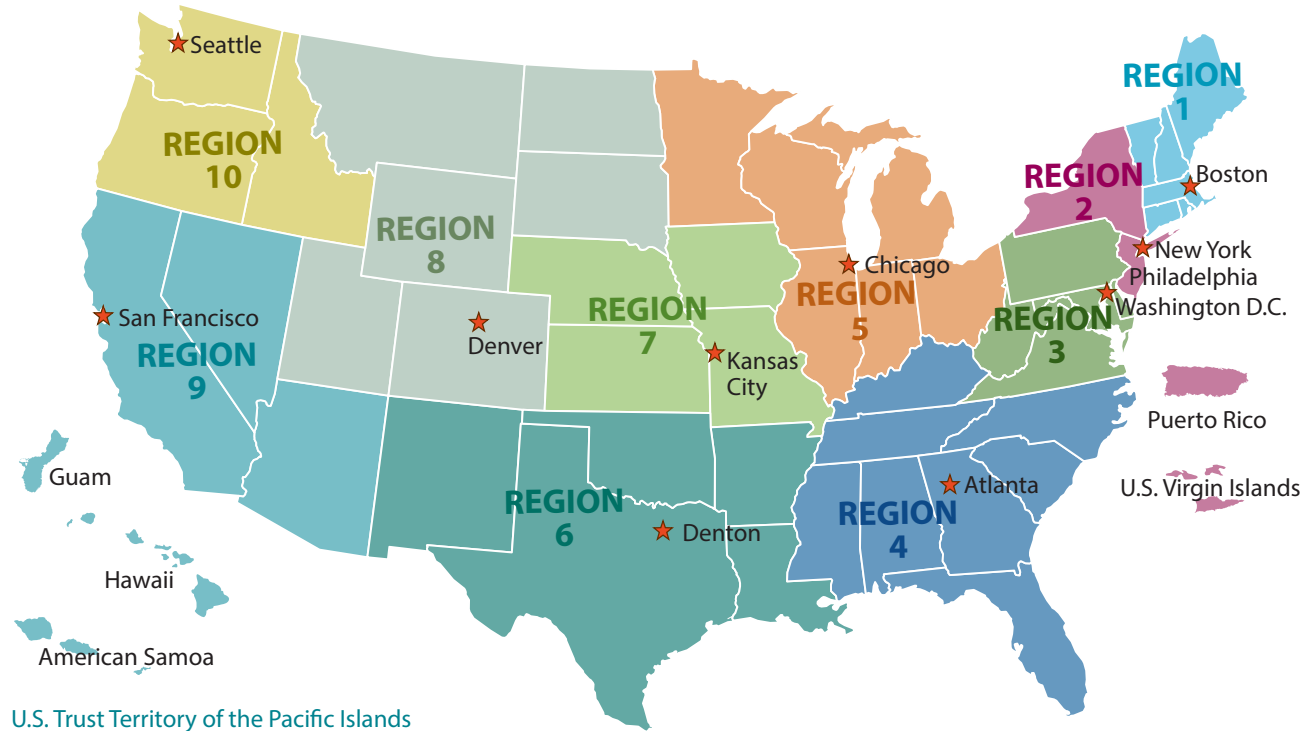 Seattle
REGION
10
REGION
8
REGION
1
REGION
2
Boston
New York
Philadelphia
Washington D.C.
REGION
3
Chicago
REGION
5
REGION
7
Kansas
City
Denver
San Francisco
REGION
9
Puerto Rico
U.S. Virgin Islands
Guam
REGION
6
Denton
REGION
4
Atlanta
Hawaii
American Samoa
U.S. Trust Territory of the Pacific Islands